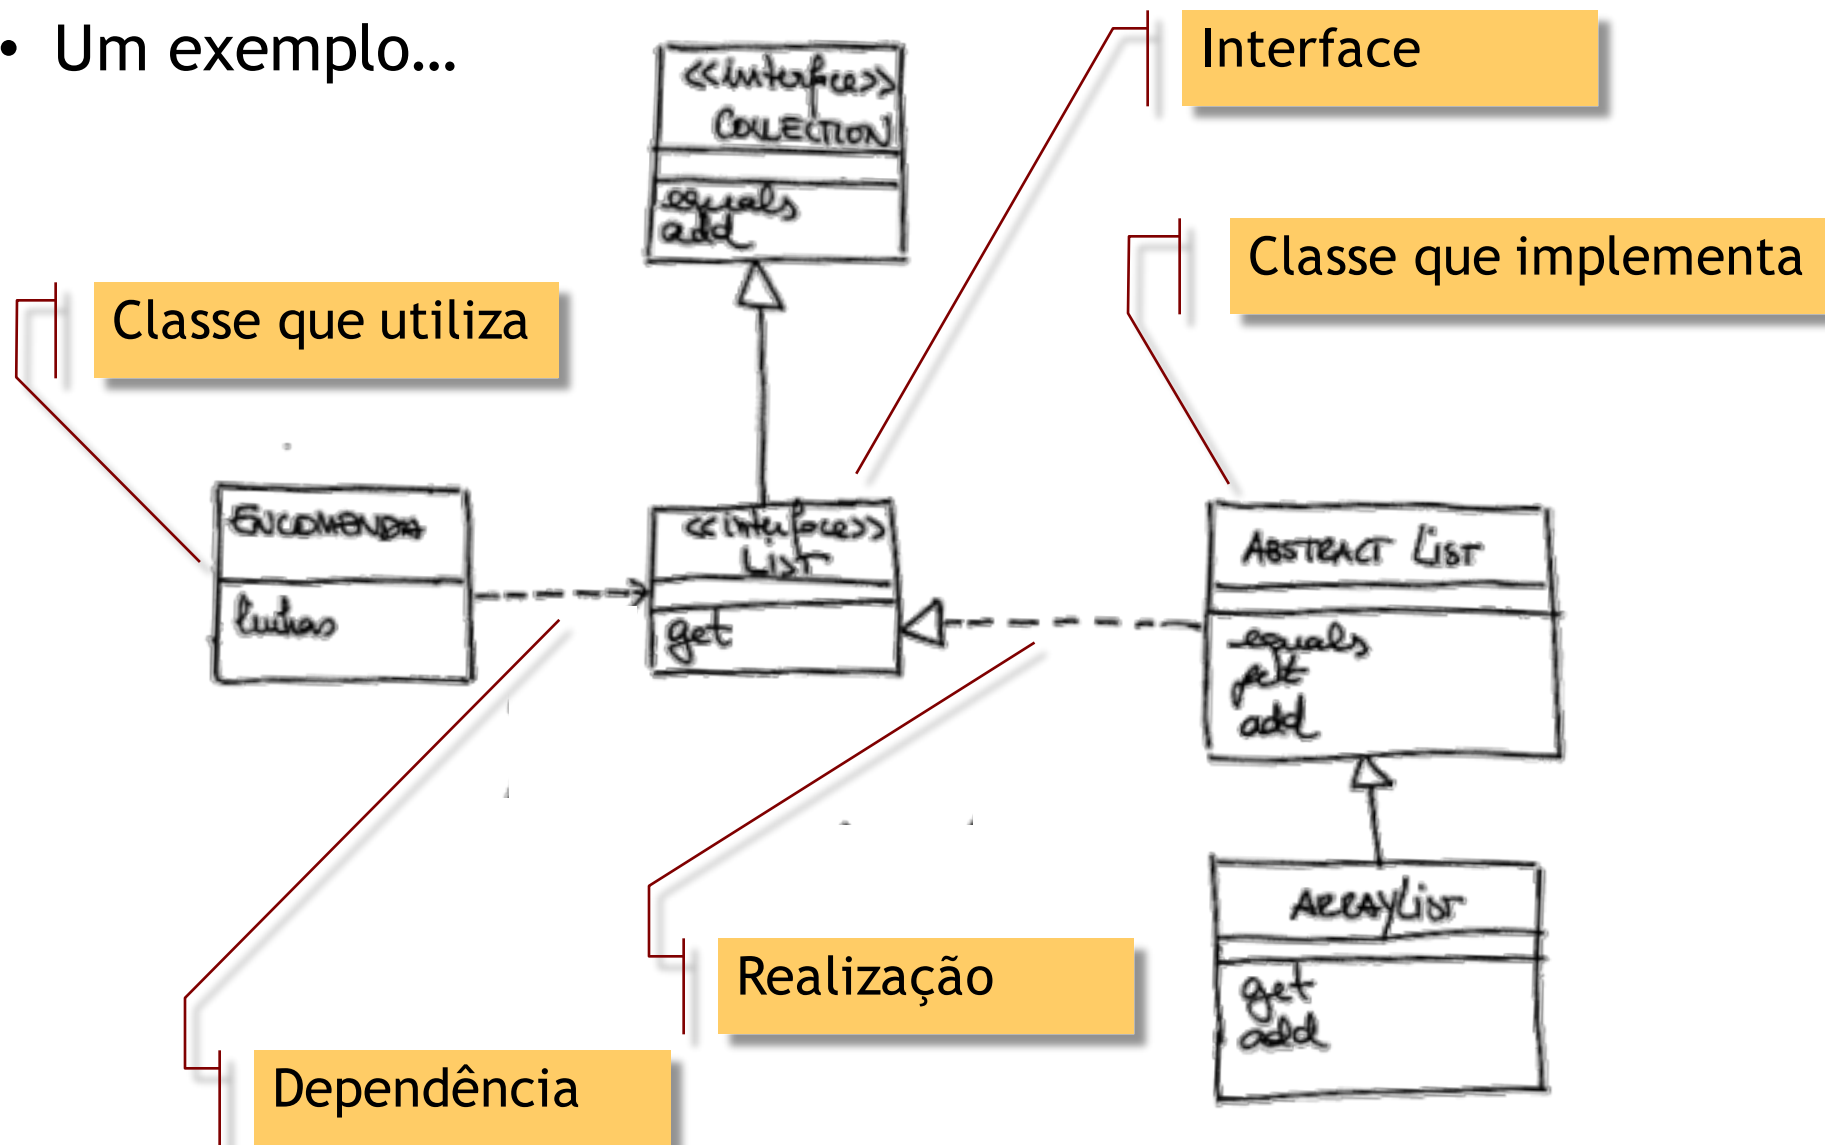 • Um exemplo…
<<interface>>
COLLECTION
equals
add
Interface
Classe que implementa
Classe que utiliza
ENCOMENDA
linhas
<<interface>>
LIST
get
ABSTRACT LIST
equals
get
add
ARRAYLIST
get
add
Realização
Dependência